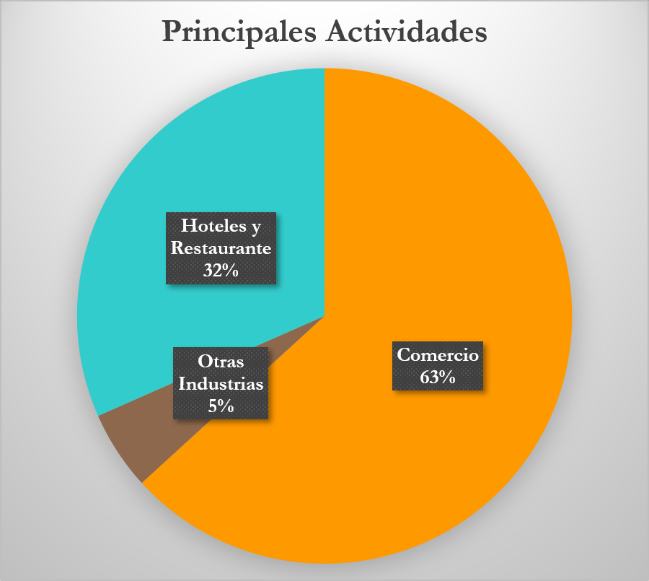 Principales Actividades
Hoteles y
Restaurante
32%
Otras
Industrias
5%
Comercio
63%